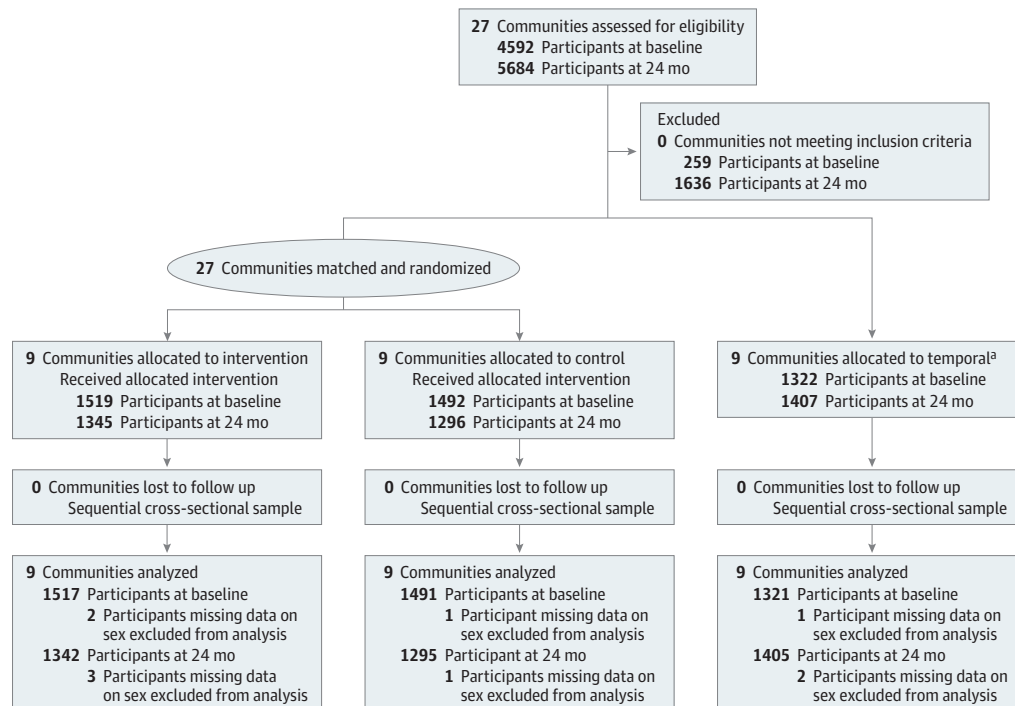 27 Communities assessed for eligibility
4592 Participants at baseline
5684 Participants at 24 mo
Excluded
0 Communities not meeting inclusion criteria
259 Participants at baseline
1636 Participants at 24 mo
27 Communities matched and randomized
9 Communities allocated to intervention
Received allocated intervention
1519 Participants at baseline
1345 Participants at 24 mo
9 Communities allocated to control
Received allocated intervention
1492 Participants at baseline
1296 Participants at 24 mo
9 Communities allocated to temporalᵃ
1322 Participants at baseline
1407 Participants at 24 mo
0 Communities lost to follow up
Sequential cross-sectional sample
0 Communities lost to follow up
Sequential cross-sectional sample
0 Communities lost to follow up
Sequential cross-sectional sample
9 Communities analyzed
1517 Participants at baseline
2 Participants missing data on
sex excluded from analysis
1342 Participants at 24 mo
3 Participants missing data
on sex excluded from analysis
9 Communities analyzed
1491 Participants at baseline
1 Participant missing data on
sex excluded from analysis
1295 Participant at 24 mo
1 Participants missing data on
sex excluded from analysis
9 Communities analyzed
1321 Participants at baseline
1 Participant missing data on
sex excluded from analysis
1405 Participants at 24 mo
2 Participants missing data on
sex excluded from analysis